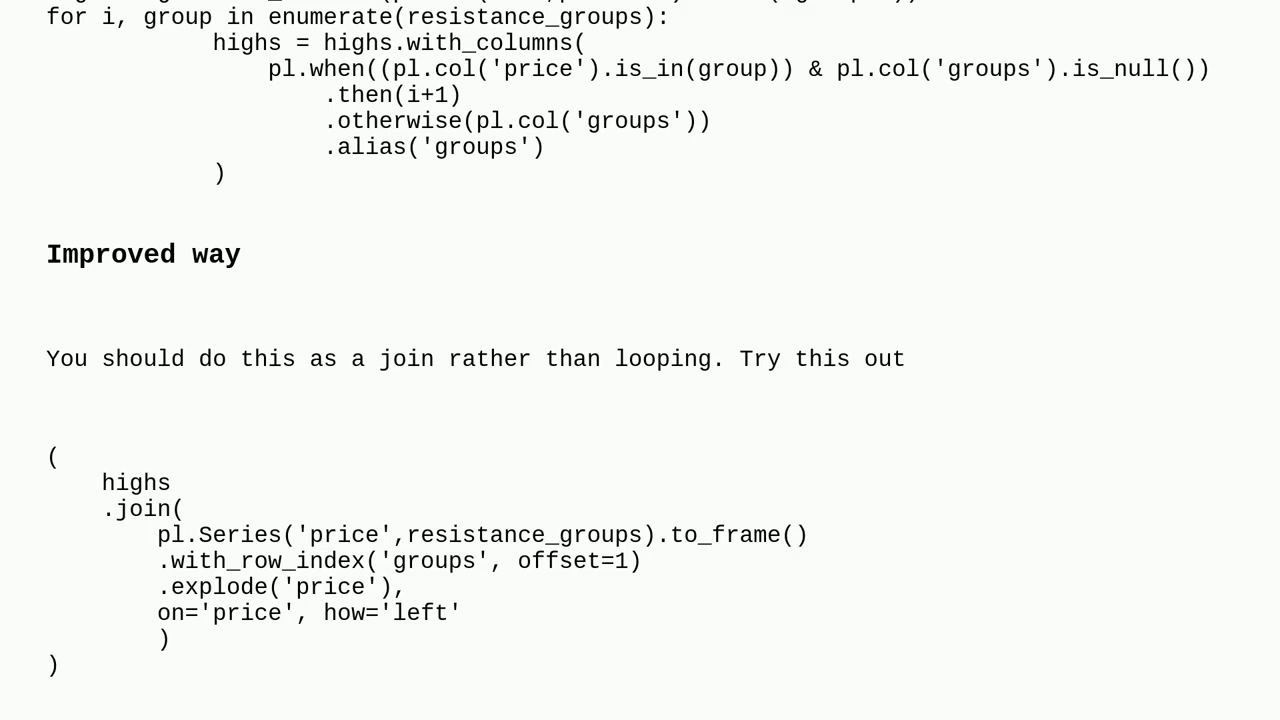 for i, group in enumerate(resistance_groups):
            highs = highs.with_columns(
                pl.when((pl.col('price').is_in(group)) & pl.col('groups').is_null())
                    .then(i+1)
                    .otherwise(pl.col('groups'))
                    .alias('groups')
            )
Improved way
You should do this as a join rather than looping. Try this out
(
    highs
    .join(
        pl.Series('price',resistance_groups).to_frame()
        .with_row_index('groups', offset=1)
        .explode('price'),
        on='price', how='left'
        )
)